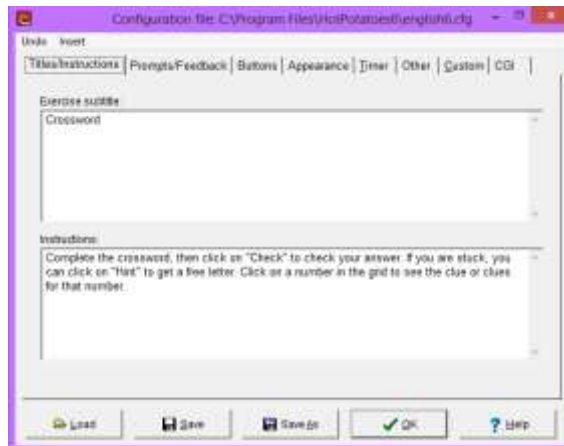 Configuration file: C:\Program Files\HotPotatoes6\english6.cfg
Undo Insert
Titles/Instructions Prompts/Feedback Buttons Appearance Timer Other Custom CGI
Exercise subtitle
Crossword
Instructions
Complete the crossword, then click on "Check" to check your answer. If you are stuck, you
can click on "Hint" to get a free letter. Click on a number in the grid to see the clue or clues
for that number.
Load Save Save As OK Help